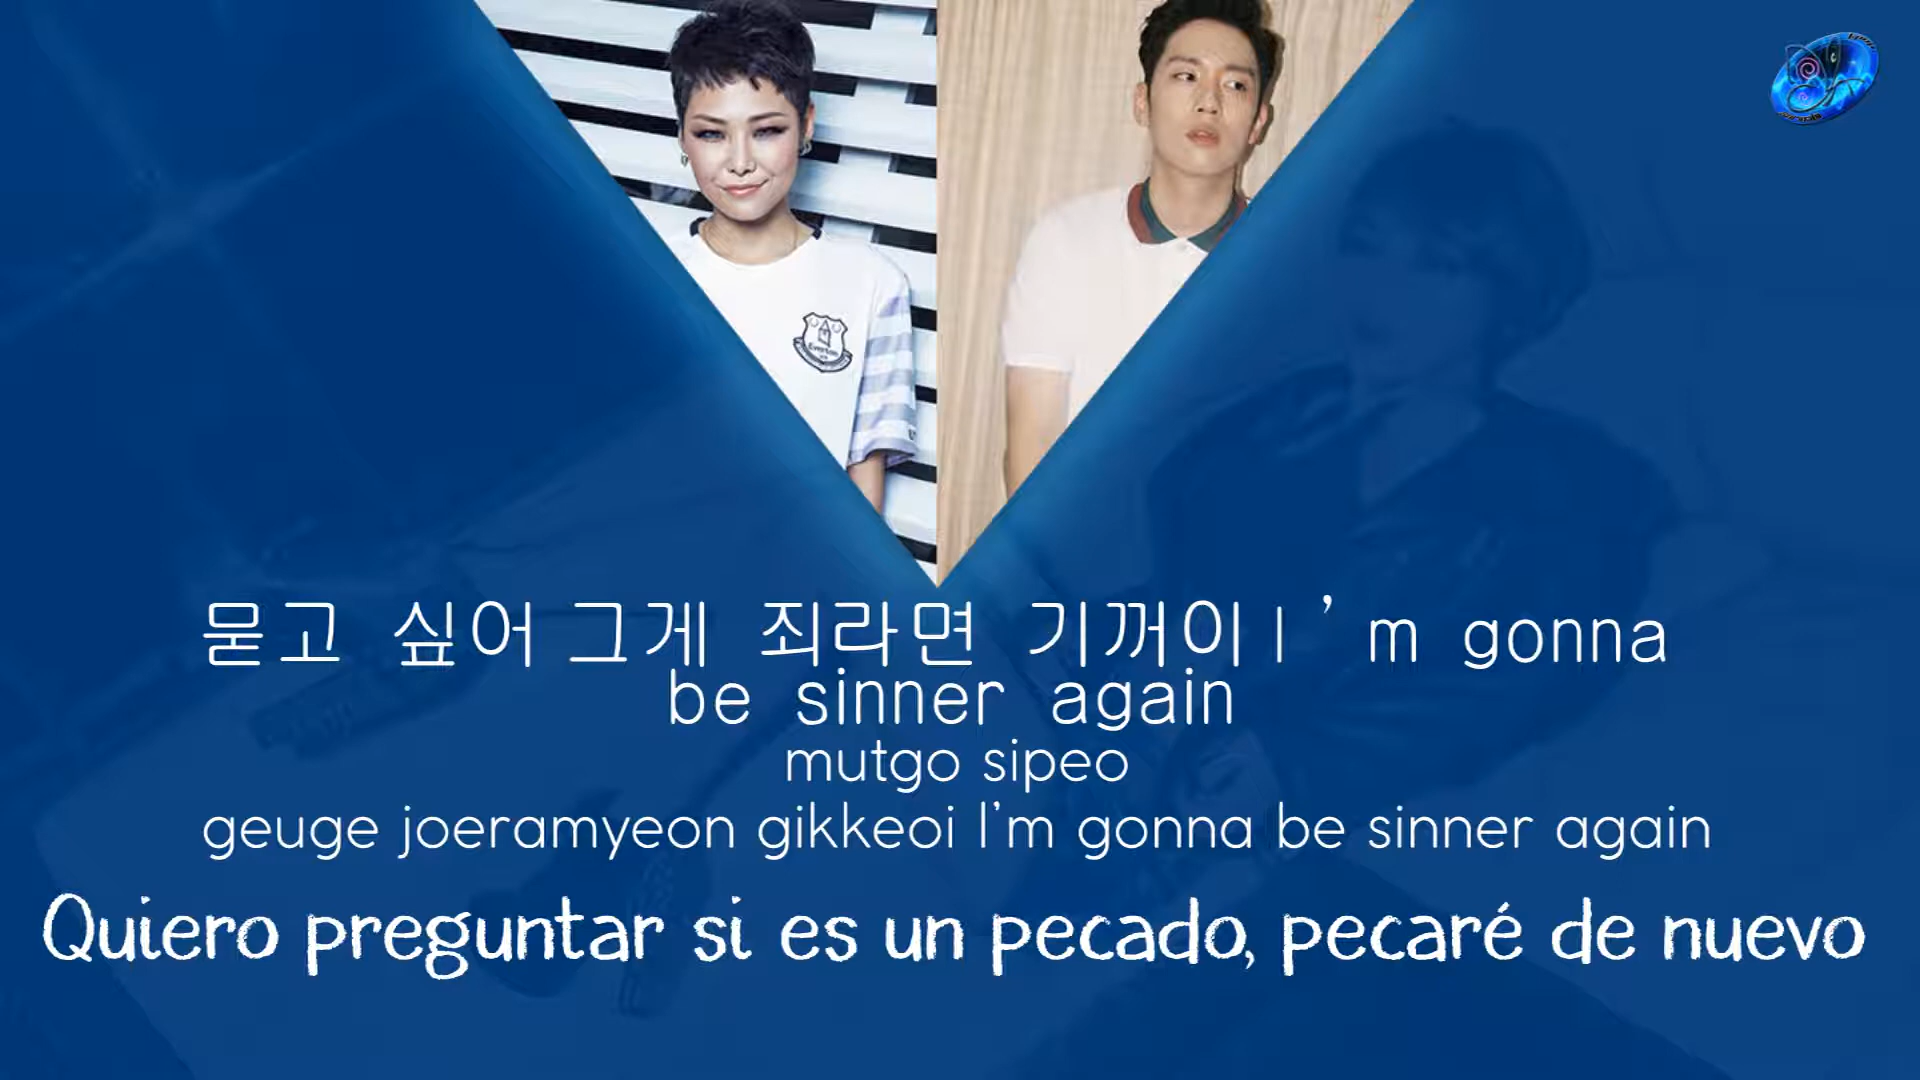 Everton
묻고 싶어 그게 죄라면 기꺼이 I'm gonna
be sinner again
mutgo sipeo
geuge joeramyeon gikkeoi I'm gonna be sinner again
Quiero preguntar si es un pecado, pecaré de nuevo